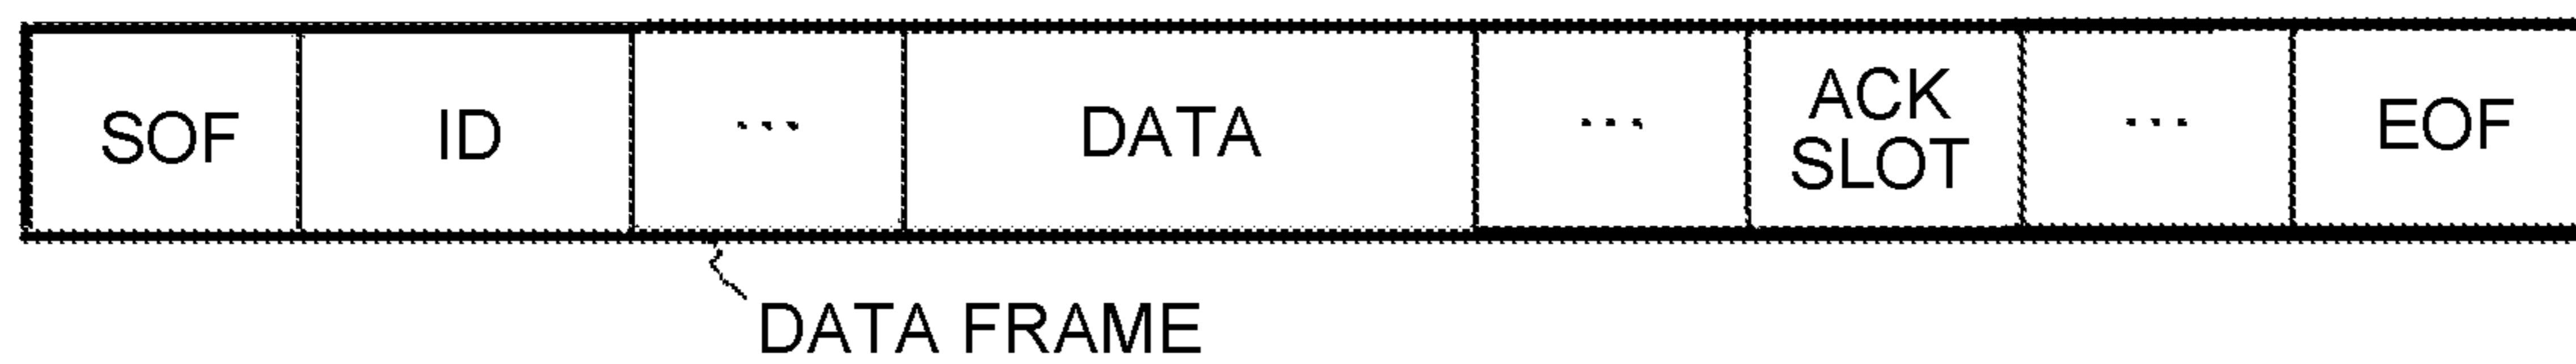 SOF ID ... DATA ... ACK SLOT ... EOF
DATA FRAME